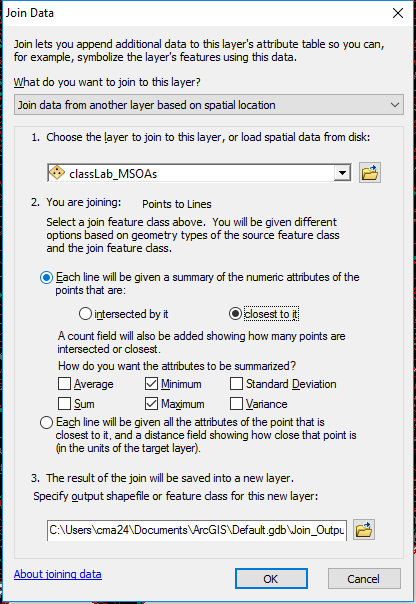 Join Data
Join lets you append additional data to this layer's attribute table so you can,
for example, symbolize the layer's features using this data.
What do you want to join to this layer?
Join data from another layer based on spatial location
1. Choose the layer to join to this layer, or load spatial data from disk:
classLab_MSOAs
2. You are joining: Points to Lines
Select a join feature class above. You will be given different
options based on geometry types of the source feature class
and the join feature class.
Each line will be given a summary of the numeric attributes of the
points that are:
intersected by it closest to it
A count field will also be added showing how many points are
intersected or closest.
How do you want the attributes to be summarized?
Average Minimum Standard Deviation
Sum Maximum Variance
Each line will be given all the attributes of the point that is
closest to it, and a distance field showing how close that point is
(in the units of the target layer).
3. The result of the join will be saved into a new layer.
Specify output shapefile or feature class for this new layer:
C:\Users\cma24\Documents\ArcGIS\Default.gdb\Join_Outpu
About joining data OK Cancel